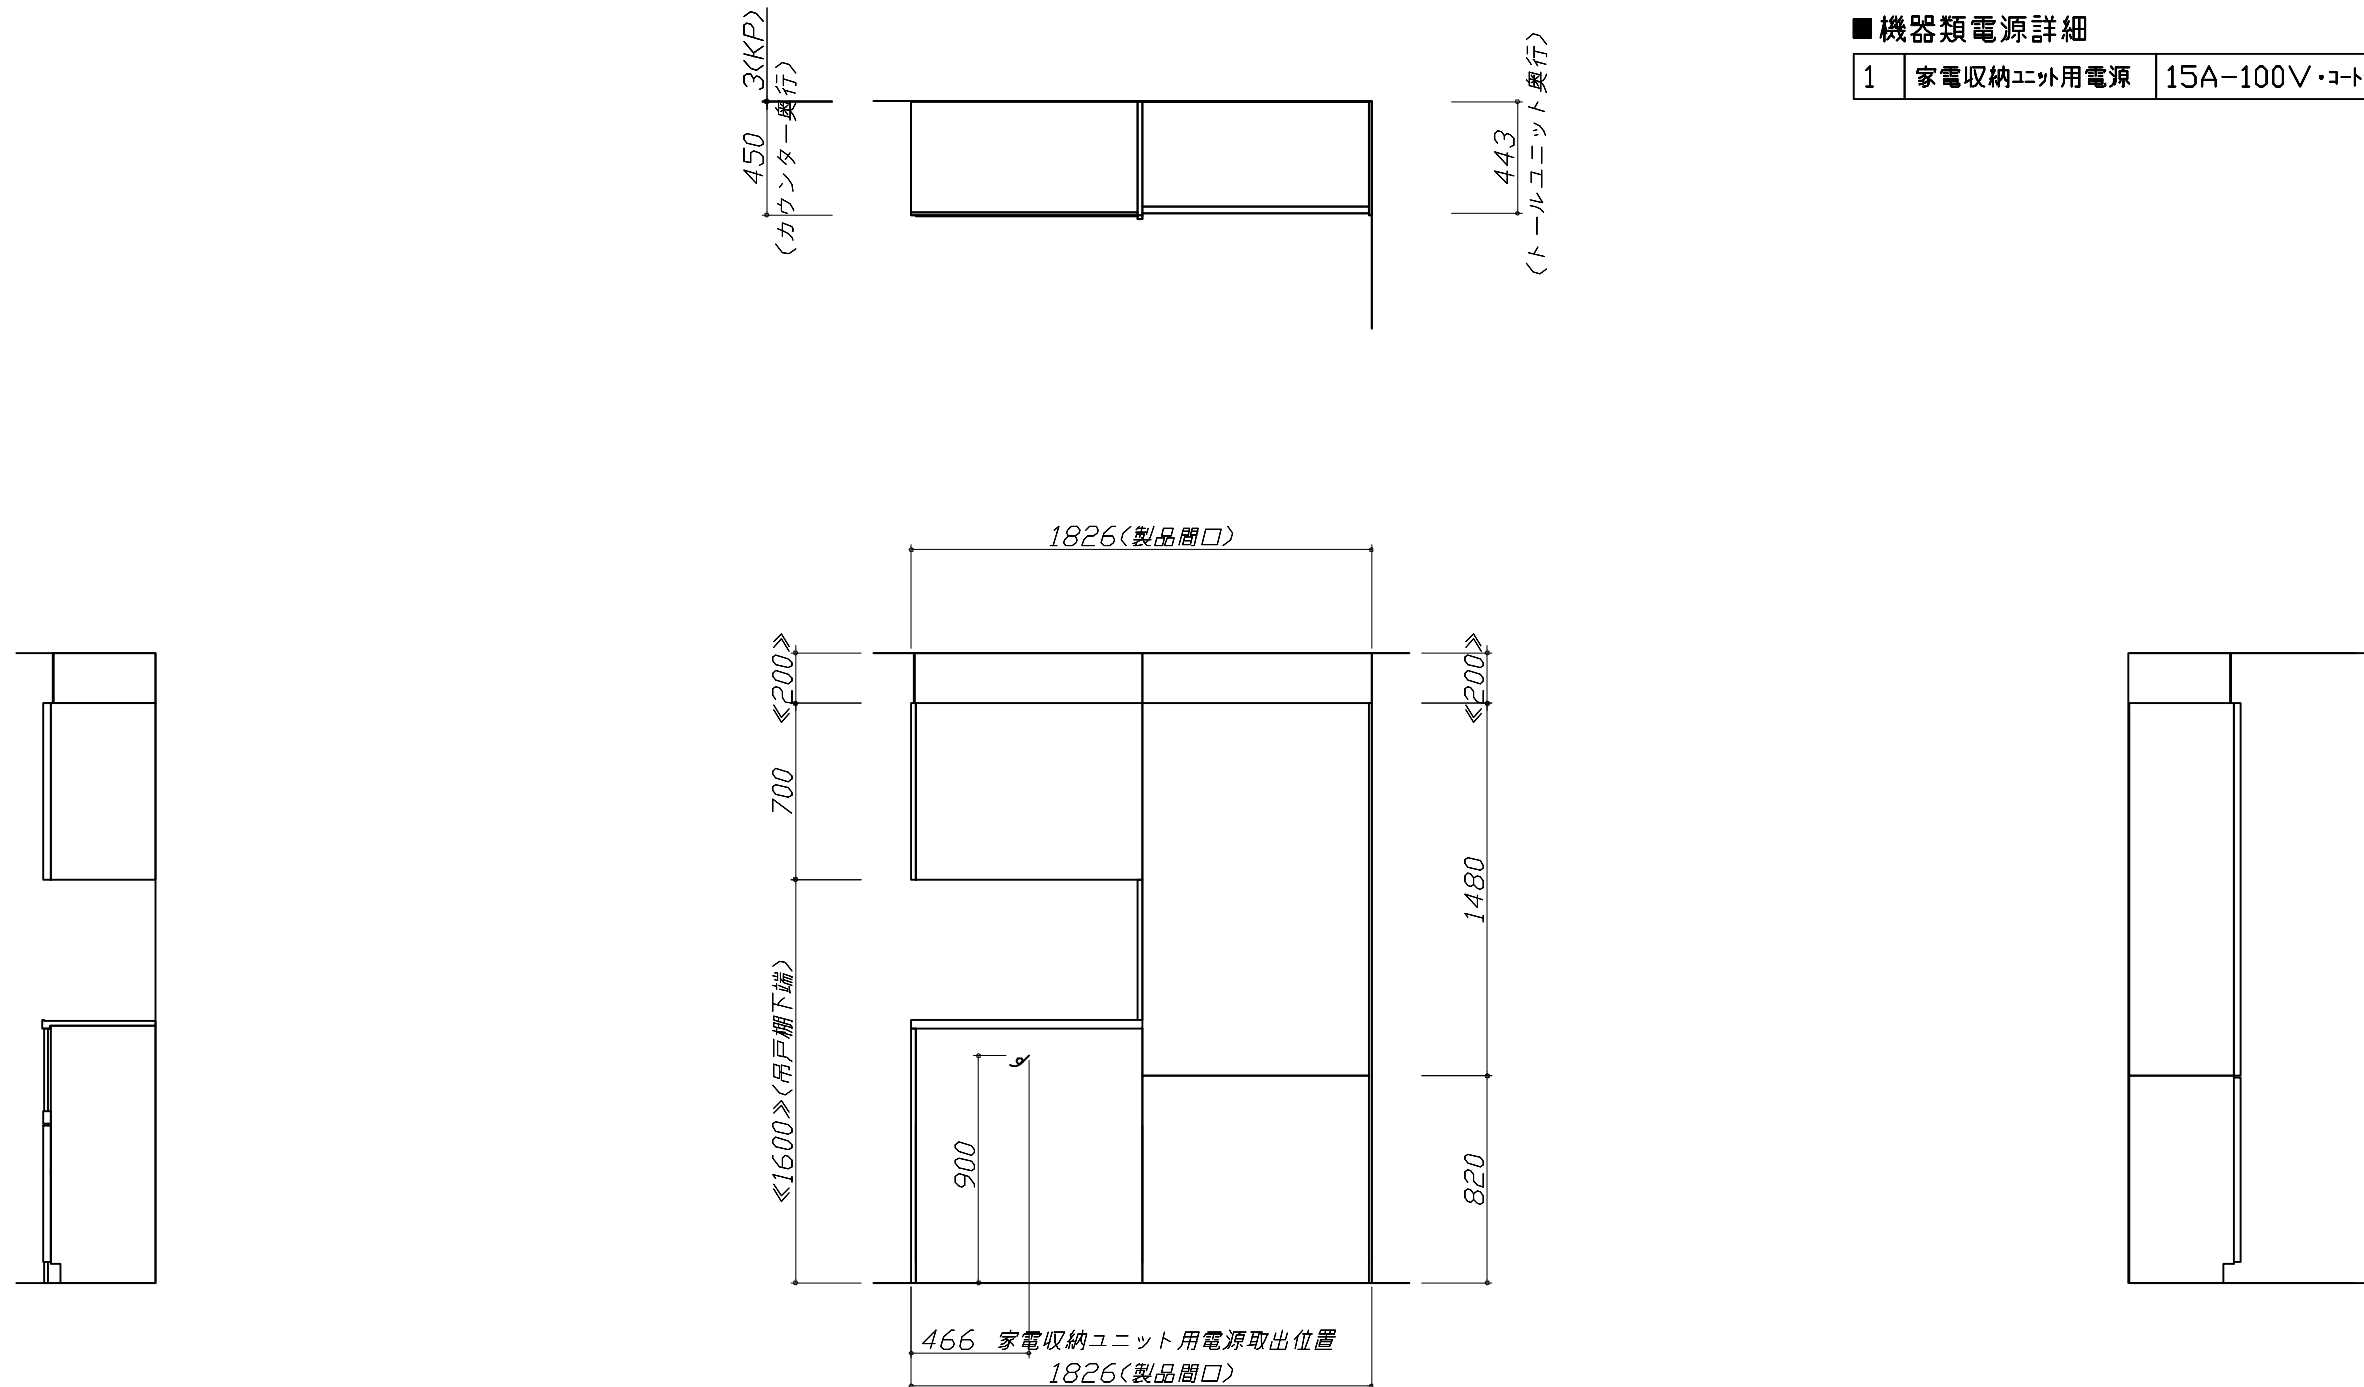 ■機器類電源詳細
1 家電収納ユニット用電源 15A-100V・コート
3(KP)
450
(カウンター奥行)
443
(トールユニット奥行)
1826(製品間口)
≪200≫
700
≪1600≫(吊戸棚下端)
≪200≫
1480
820
900
466 家電収納ユニット用電源取出位置
1826(製品間口)